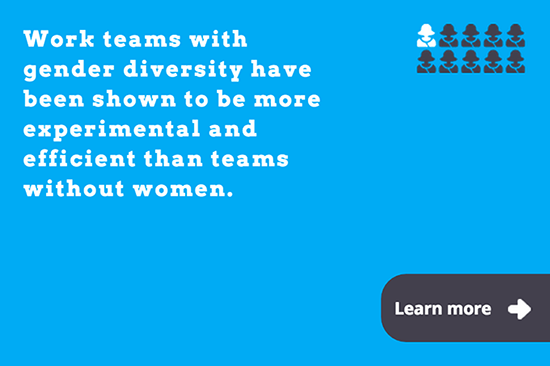 Work teams with
gender diversity have
been shown to be more
experimental and
efficient than teams
without women.
Learn more